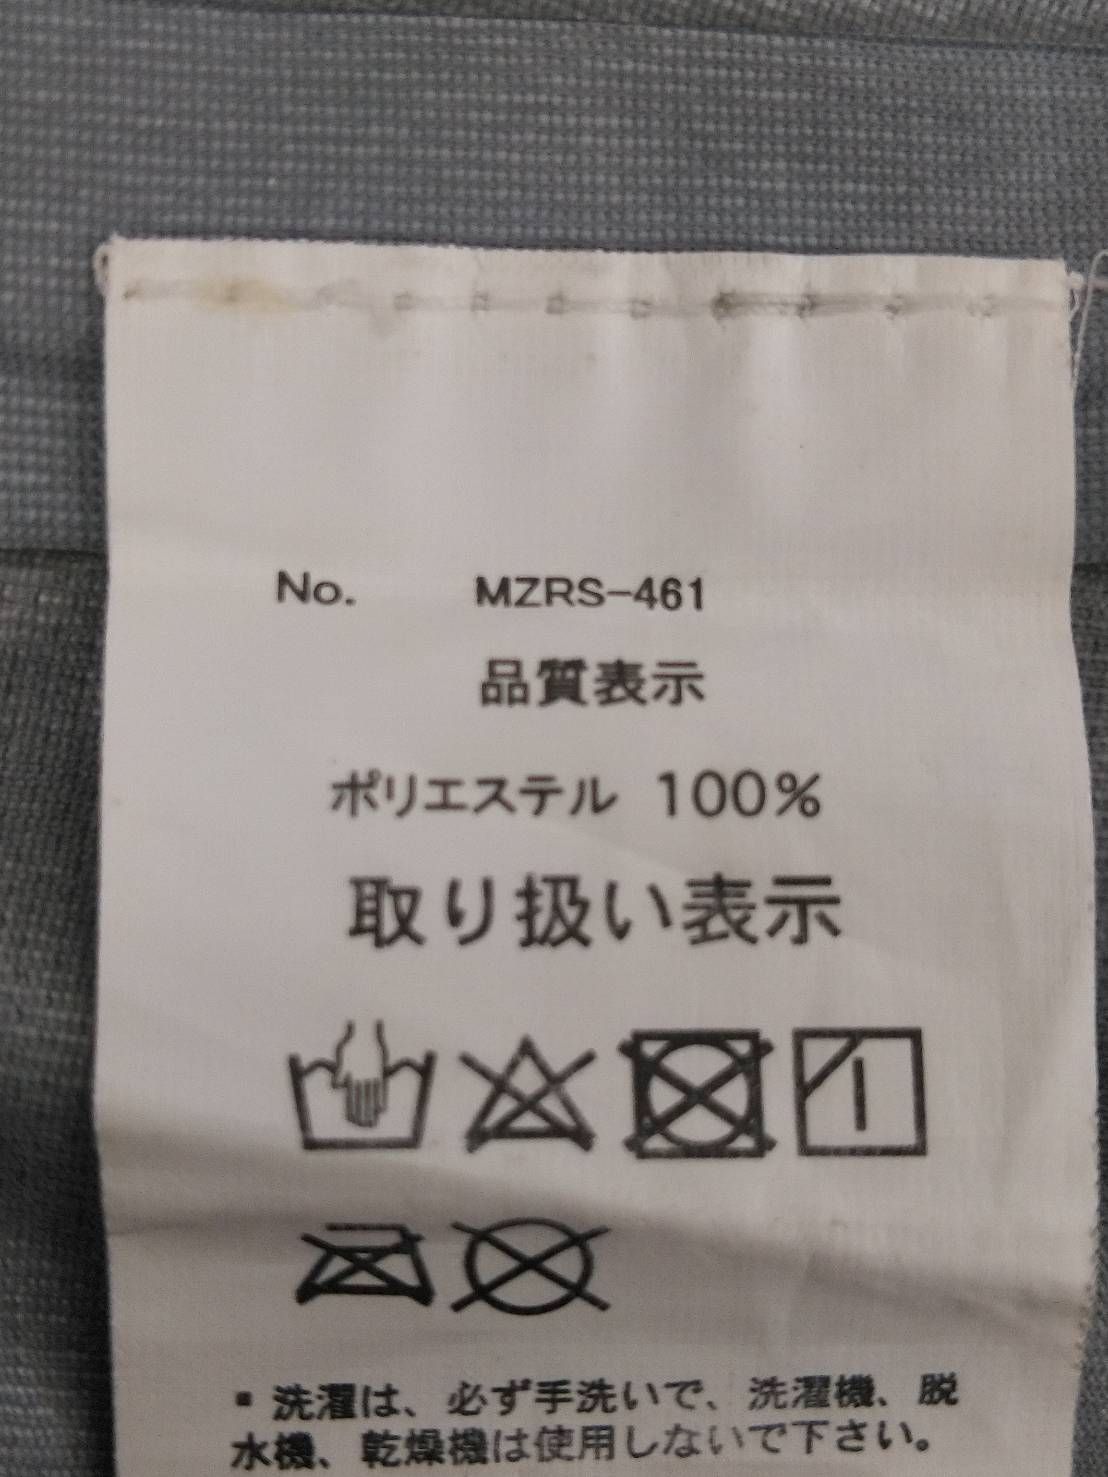 No. MZRS-461
品質表示
ポリエステル 100%
取り扱い表示
▪ 洗濯は、必ず手洗いで、洗濯機、脱
水機、乾燥機は使用しないで下さい。